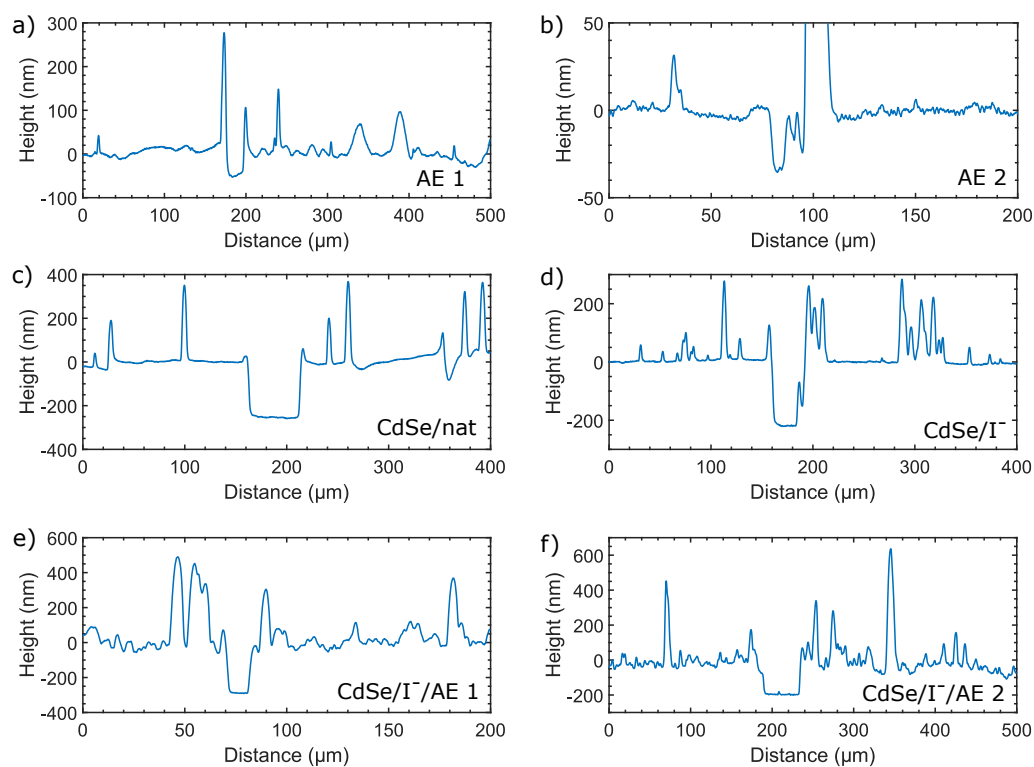 a)
300
200
100
0
-100
0 100 200 300 400 500
Height (nm)
Distance (µm)
AE 1
b)
50
0
-50
0 50 100 150 200
Height (nm)
Distance (µm)
AE 2
c)
400
200
0
-200
-400
0 100 200 300 400
Height (nm)
Distance (µm)
CdSe/nat
d)
200
0
-200
0 100 200 300 400
Height (nm)
Distance (µm)
CdSe/I⁻
e)
600
400
200
0
-200
-400
0 50 100 150 200
Height (nm)
Distance (µm)
CdSe/I⁻/AE 1
f)
600
400
200
0
-200
0 100 200 300 400 500
Height (nm)
Distance (µm)
CdSe/I⁻/AE 2